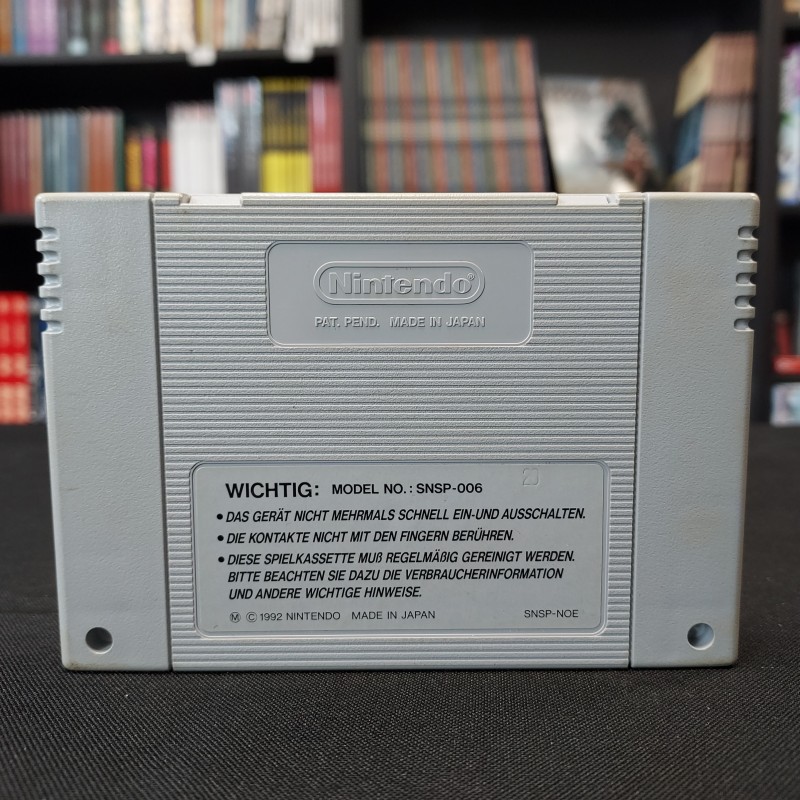 Nintendo®
PAT. PEND. MADE IN JAPAN
WICHTIG: MODEL NO.: SNSP-006
• DAS GERÄT NICHT MEHRMALS SCHNELL EIN-UND AUSSCHALTEN.
• DIE KONTAKTE NICHT MIT DEN FINGERN BERÜHREN.
• DIESE SPIELKASSETTE MUß REGELMÄßIG GEREINIGT WERDEN.
BITTE BEACHTEN SIE DAZU DIE VERBRAUCHERINFORMATION
UND ANDERE WICHTIGE HINWEISE.
Ⓜ © 1992 NINTENDO MADE IN JAPAN SNSP-NOE